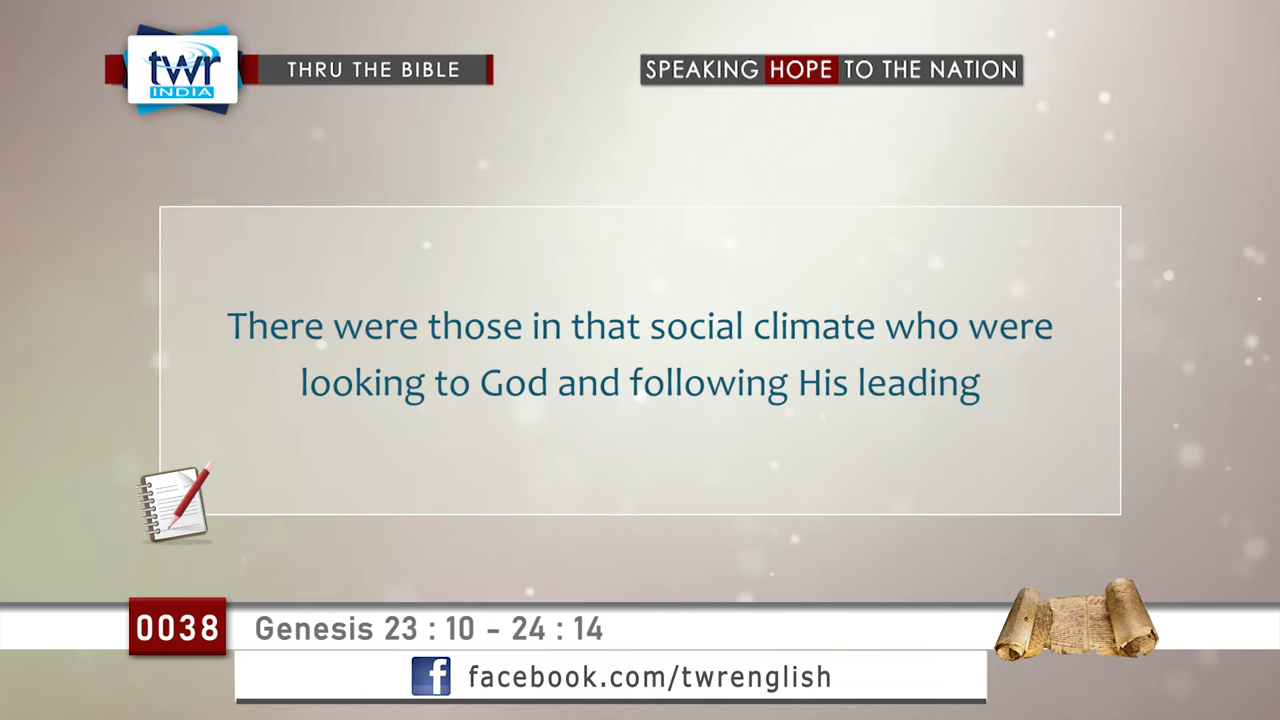 twr
INDIA
THRU THE BIBLE
SPEAKING HOPE TO THE NATION
There were those in that social climate who were
looking to God and following His leading
0038
Genesis 23 : 10 - 24 : 14
f
facebook.com/twrenglish